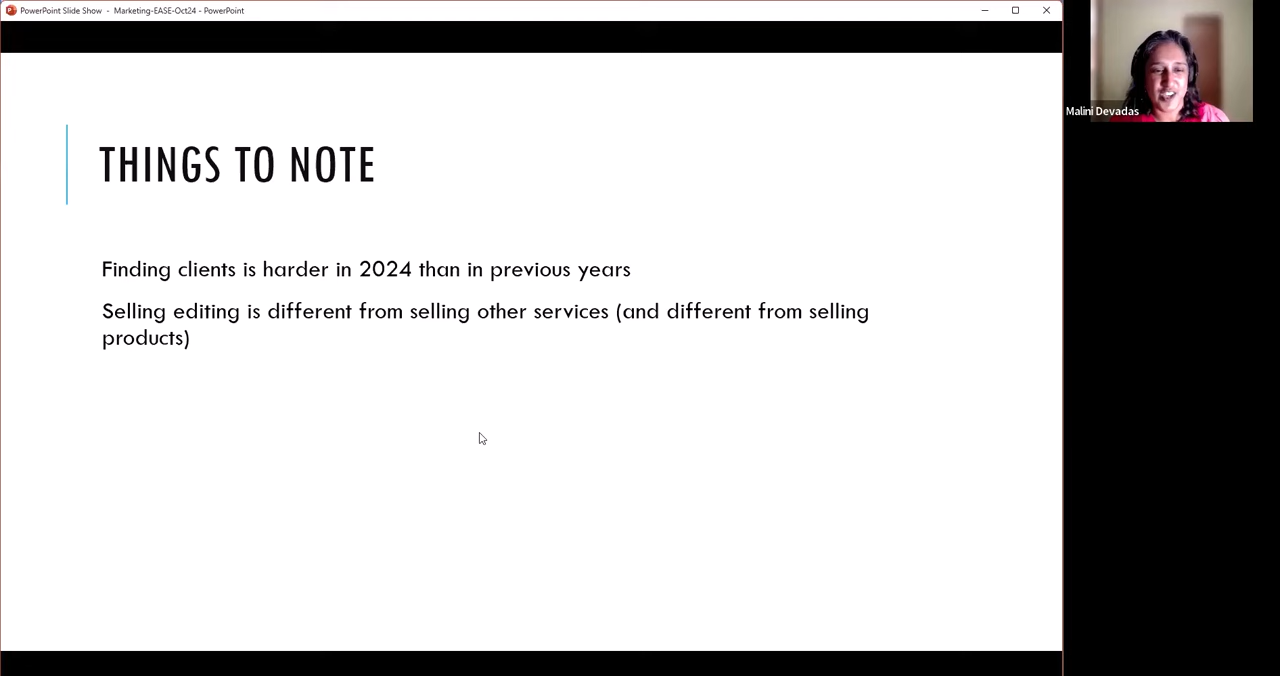 PowerPoint Slide Show - Marketing-EASE-Oct24 - PowerPoint
Malini Devadas
THINGS TO NOTE
Finding clients is harder in 2024 than in previous years
Selling editing is different from selling other services (and different from selling
products)